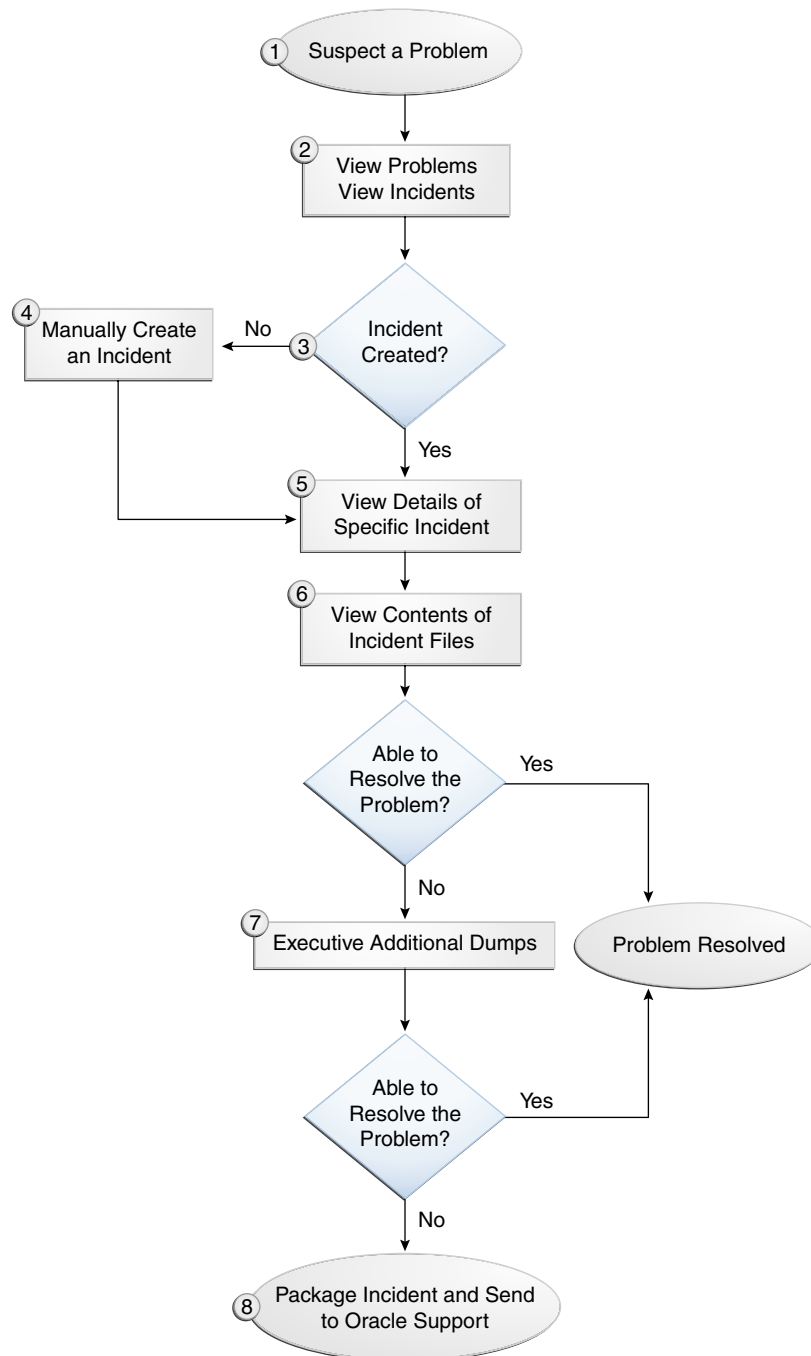 1
Suspect a Problem
2
View Problems
View Incidents
4
Manually Create
an Incident
No
3
Incident
Created?
Yes
5
View Details of
Specific Incident
6
View Contents of
Incident Files
Able to
Resolve the
Problem?
Yes
No
7
Executive Additional Dumps
Problem Resolved
Able to
Resolve the
Problem?
Yes
No
8
Package Incident and Send
to Oracle Support